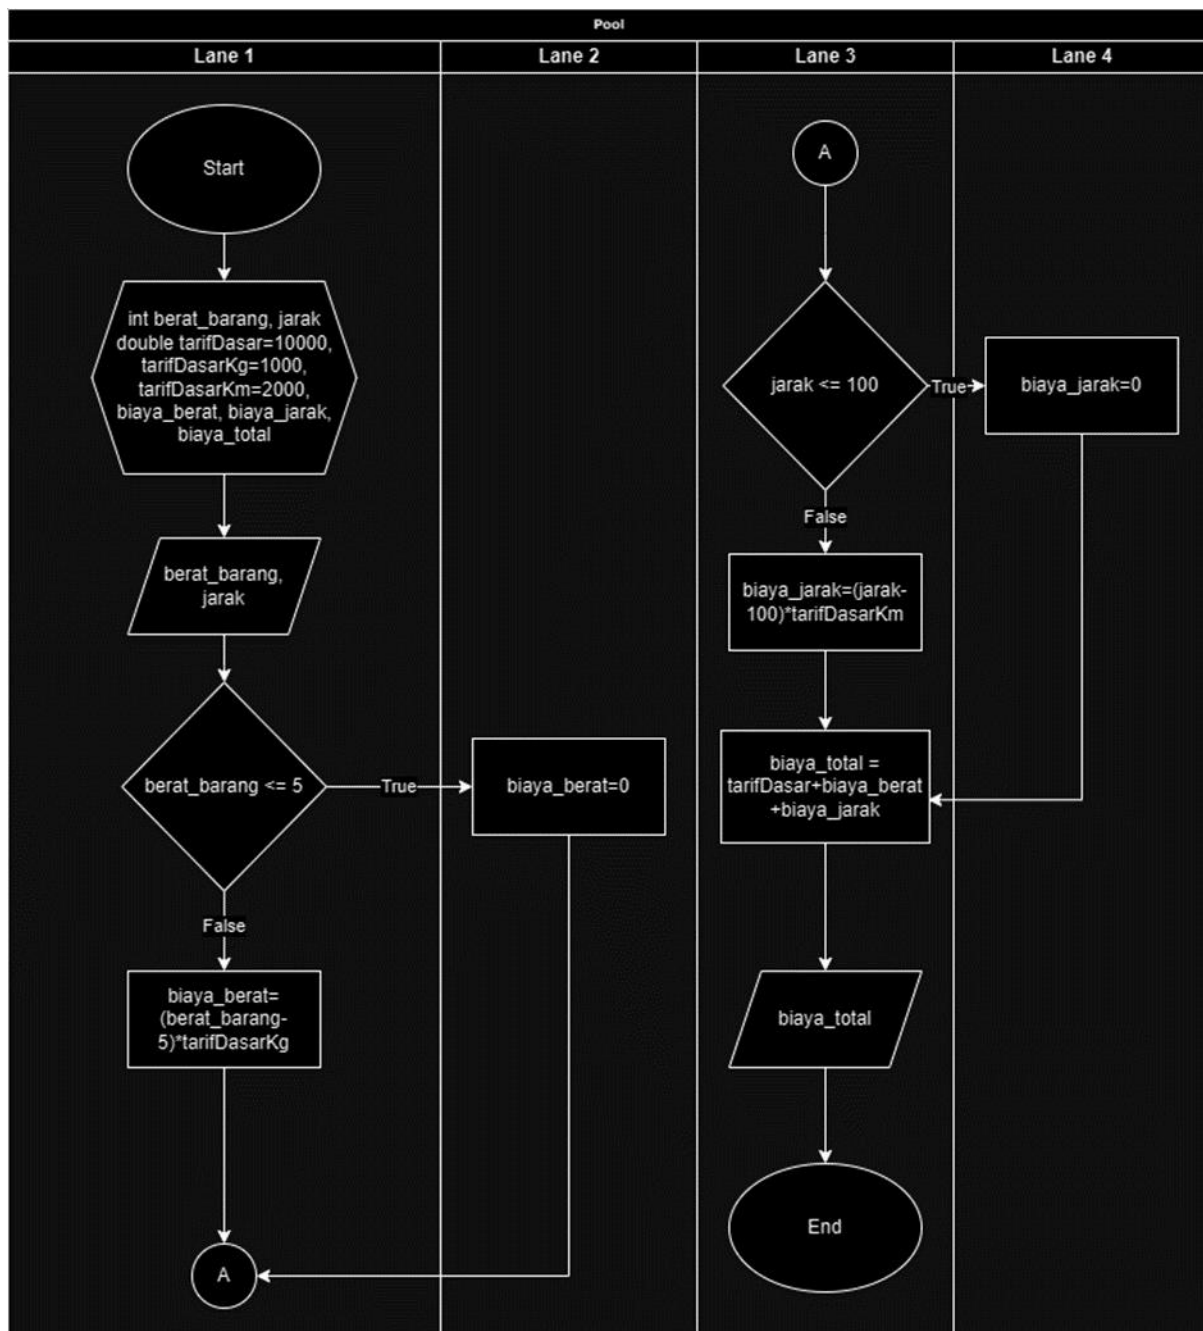 Pool
Lane 1
Lane 2
Lane 3
Lane 4
Start
int berat_barang, jarak
double tarifDasar=10000,
tarifDasarKg=1000,
tarifDasarKm=2000,
biaya_berat, biaya_jarak,
biaya_total
berat_barang,
jarak
berat_barang <= 5
True
biaya_berat=0
False
biaya_berat=
(berat_barang-
5)*tarifDasarKg
A
A
jarak <= 100
True
biaya_jarak=0
False
biaya_jarak=(jarak-
100)*tarifDasarKm
biaya_total =
tarifDasar+biaya_berat
+biaya_jarak
biaya_total
End